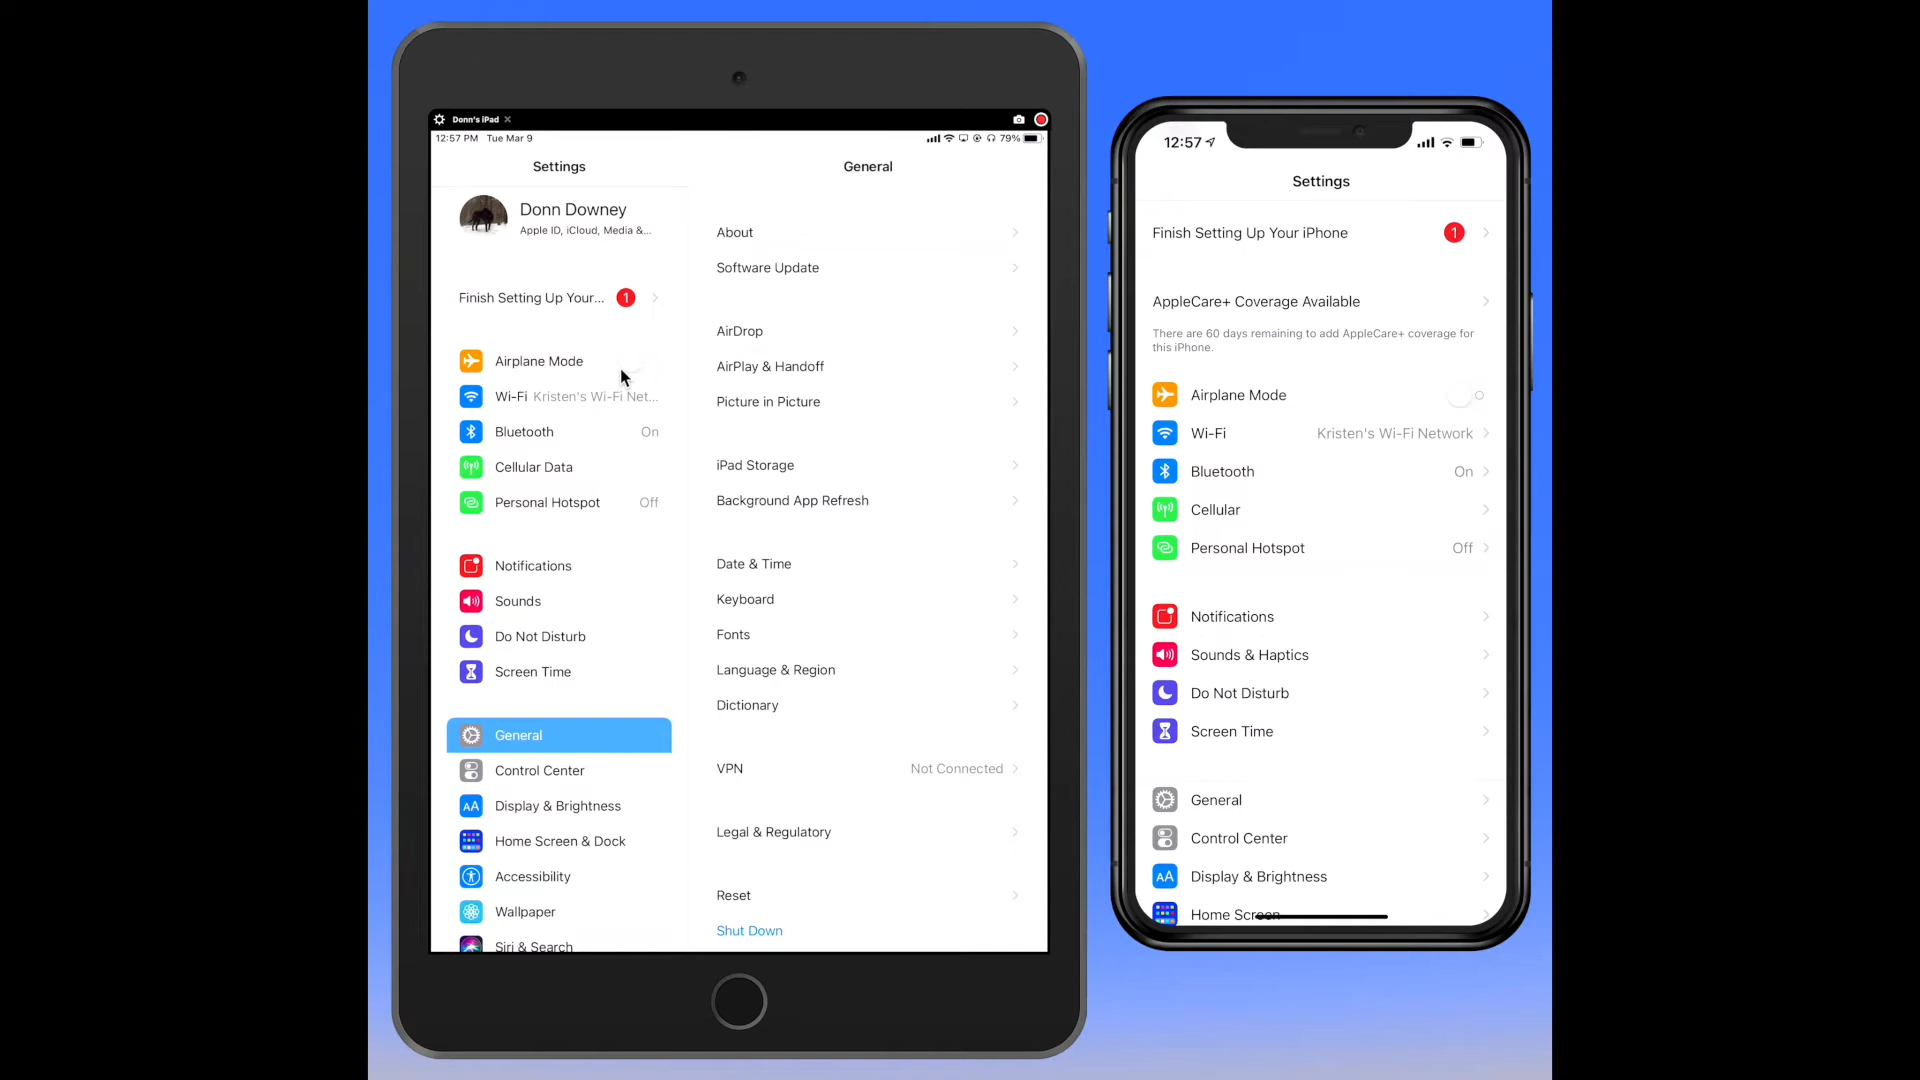 Donn's iPad
12:57 PM Tue Mar 9
79%
Settings
Donn Downey
Apple ID, iCloud, Media &...
Finish Setting Up Your... 1
Airplane Mode
Wi-Fi Kristen's Wi-Fi Net...
Bluetooth On
Cellular Data
Personal Hotspot Off
Notifications
Sounds
Do Not Disturb
Screen Time
General
Control Center
AA Display & Brightness
Home Screen & Dock
Accessibility
Wallpaper
Siri & Search
General
About
Software Update
AirDrop
AirPlay & Handoff
Picture in Picture
iPad Storage
Background App Refresh
Date & Time
Keyboard
Fonts
Language & Region
Dictionary
VPN Not Connected
Legal & Regulatory
Reset
Shut Down
12:57
Settings
Finish Setting Up Your iPhone 1
AppleCare+ Coverage Available
There are 60 days remaining to add AppleCare+ coverage for
this iPhone.
Airplane Mode
Wi-Fi Kristen's Wi-Fi Network
Bluetooth On
Cellular
Personal Hotspot Off
Notifications
Sounds & Haptics
Do Not Disturb
Screen Time
General
Control Center
AA Display & Brightness
Home Screen